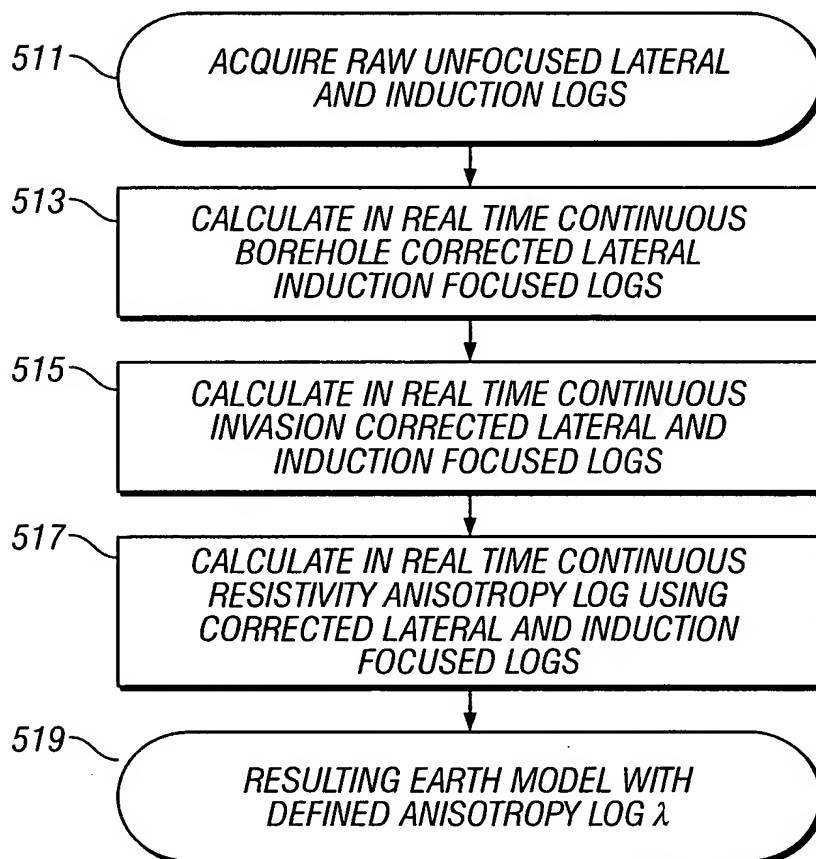 511
ACQUIRE RAW UNFOCUSED LATERAL
AND INDUCTION LOGS
513
CALCULATE IN REAL TIME CONTINUOUS
BOREHOLE CORRECTED LATERAL
INDUCTION FOCUSED LOGS
515
CALCULATE IN REAL TIME CONTINUOUS
INVASION CORRECTED LATERAL AND
INDUCTION FOCUSED LOGS
517
CALCULATE IN REAL TIME CONTINUOUS
RESISTIVITY ANISOTROPY LOG USING
CORRECTED LATERAL AND INDUCTION
FOCUSED LOGS
519
RESULTING EARTH MODEL WITH
DEFINED ANISOTROPY LOG λ